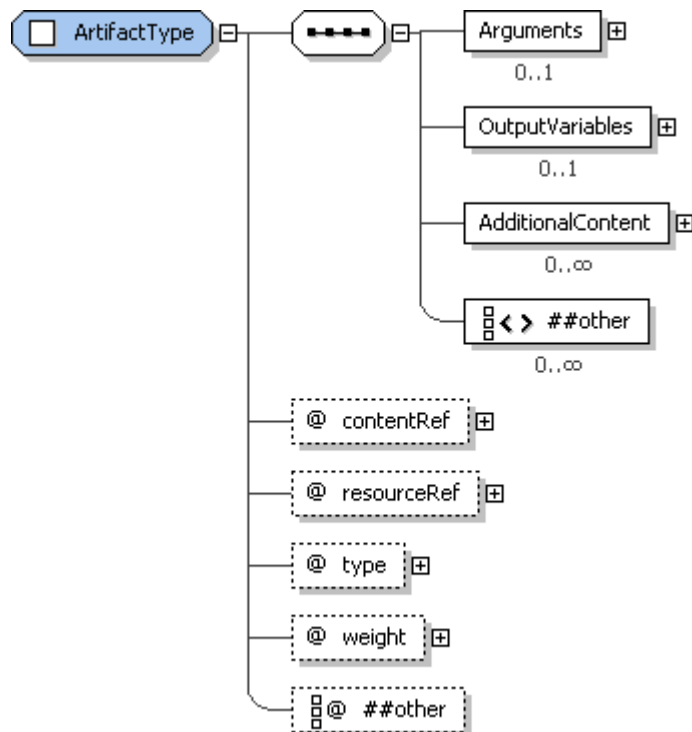 ArtifactType
Arguments
0..1
OutputVariables
0..1
AdditionalContent
0..∞
<> ##other
0..∞
@ contentRef
@ resourceRef
@ type
@ weight
@ ##other